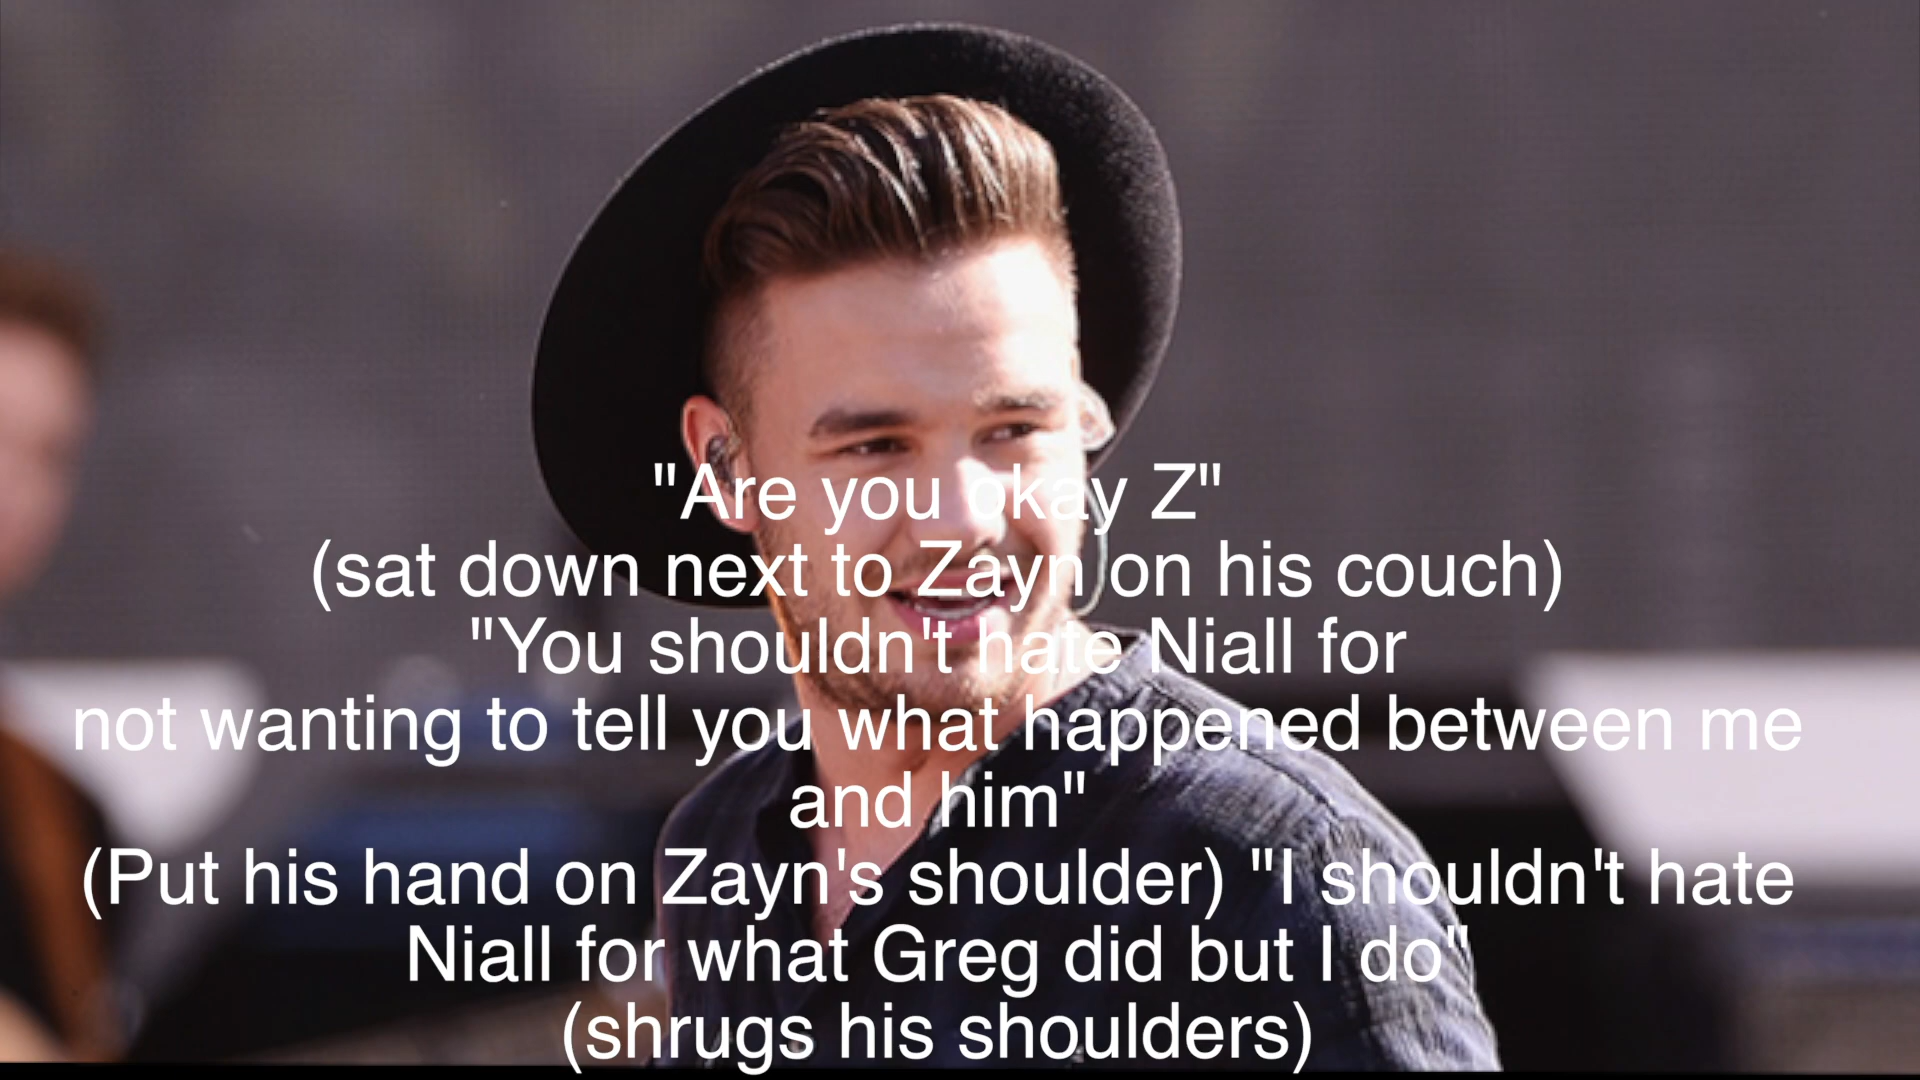 "Are you okay Z"
(sat down next to Zayn on his couch)
"You shouldn't hate Niall for
not wanting to tell you what happened between me
and him"
(Put his hand on Zayn's shoulder) "I shouldn't hate
Niall for what Greg did but I do"
(shrugs his shoulders)